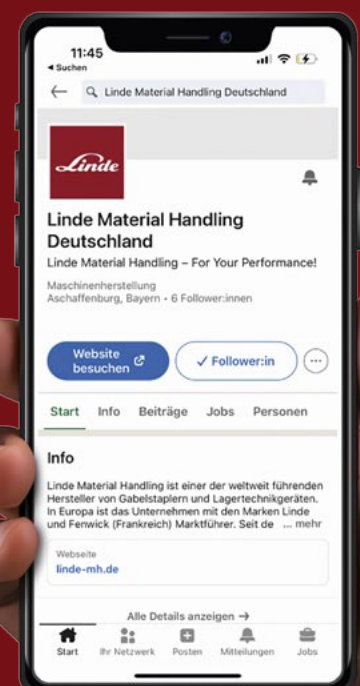 11:45
◂ Suchen
Linde Material Handling Deutschland
Linde
Linde Material Handling
Deutschland
Linde Material Handling – For Your Performance!
Maschinenherstellung
Aschaffenburg, Bayern • 6 Follower:innen
Website
besuchen
✓ Follower:in
Start Info Beiträge Jobs Personen
Info
Linde Material Handling ist einer der weltweit führenden
Hersteller von Gabelstaplern und Lagertechnikgeräten.
In Europa ist das Unternehmen mit den Marken Linde
und Fenwick (Frankreich) Marktführer. Seit de ... mehr
Webseite
linde-mh.de
Alle Details anzeigen →
Start Ihr Netzwerk Posten Mitteilungen Jobs